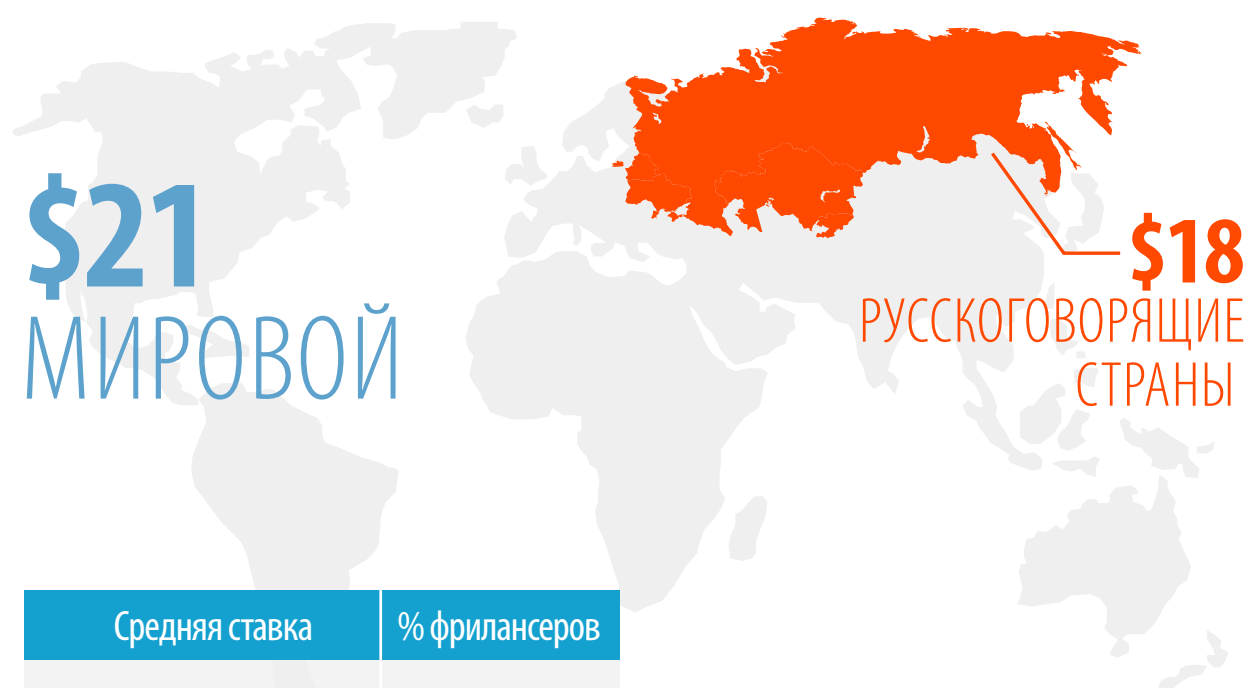 $21
МИРОВОЙ
$18
РУССКОГОВОРЯЩИЕ
СТРАНЫ
Средняя ставка
% фрилансеров